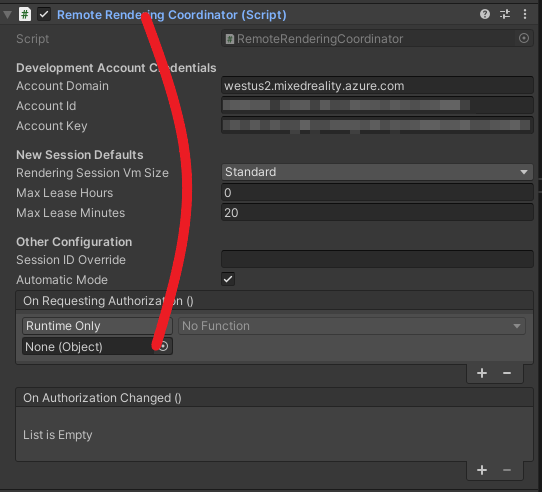 Remote Rendering Coordinator (Script)
Script
RemoteRenderingCoordinator
Development Account Credentials
Account Domain
westus2.mixedreality.azure.com
Account Id
Account Key
New Session Defaults
Rendering Session Vm Size
Standard
Max Lease Hours
0
Max Lease Minutes
20
Other Configuration
Session ID Override
Automatic Mode
On Requesting Authorization ()
Runtime Only
No Function
None (Object)
On Authorization Changed ()
List is Empty